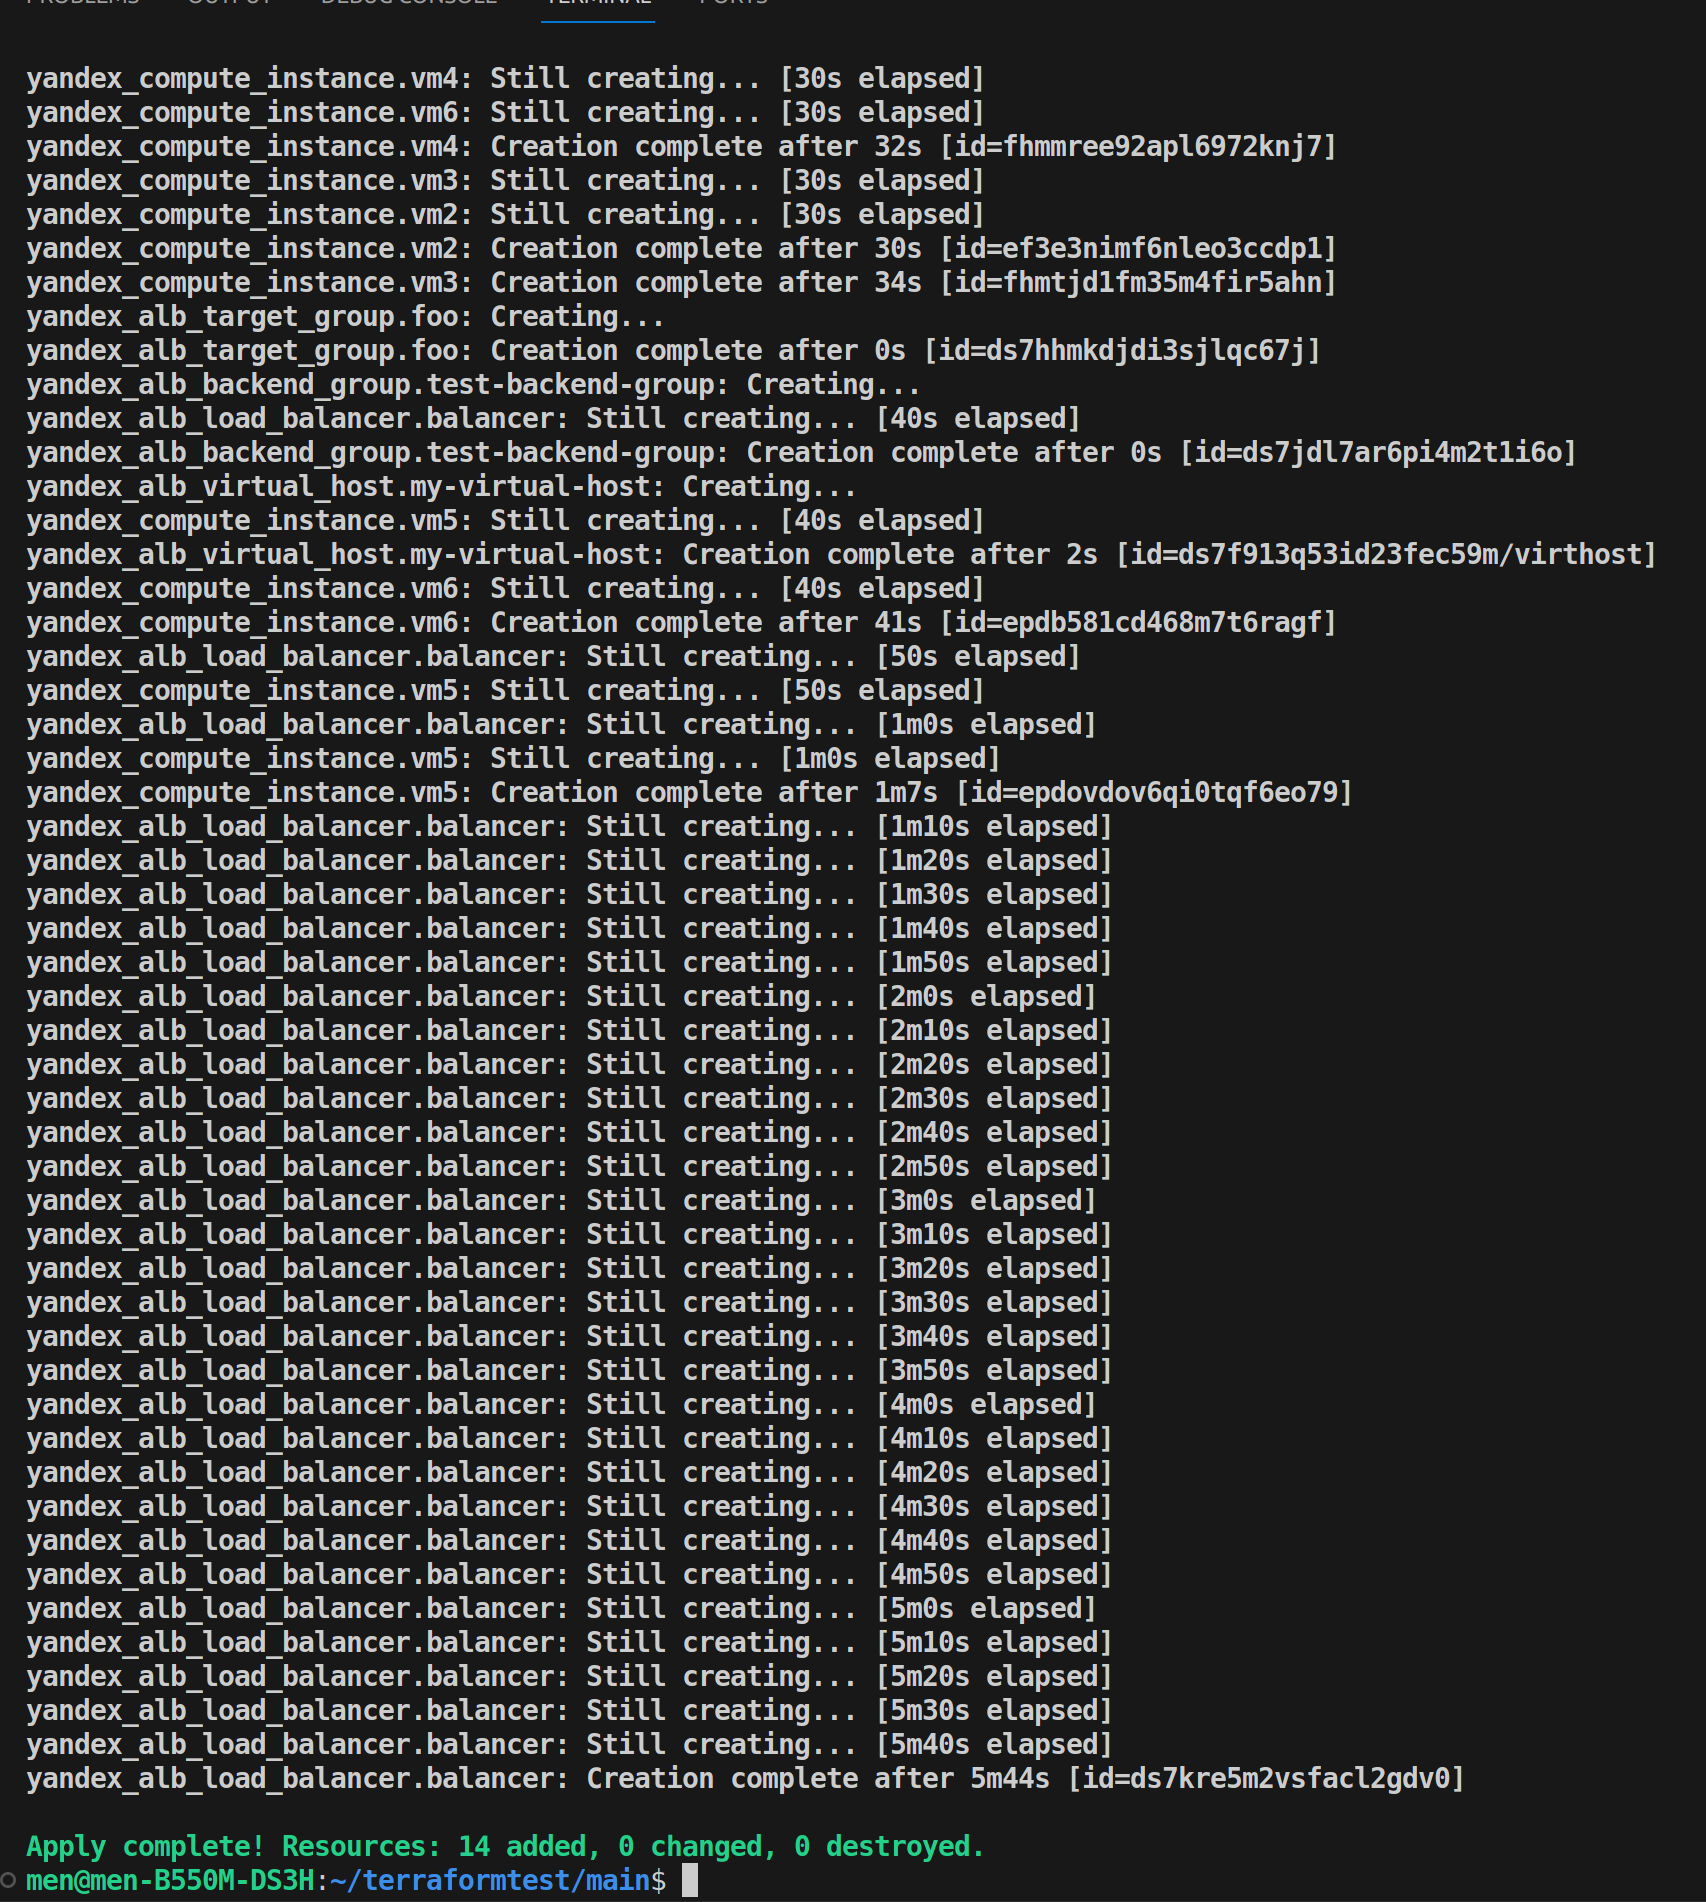 PROBLEMS OUTPUT DEBUG CONSOLE TERMINAL PORTS
yandex_compute_instance.vm4: Still creating... [30s elapsed]
yandex_compute_instance.vm6: Still creating... [30s elapsed]
yandex_compute_instance.vm4: Creation complete after 32s [id=fhmmree92apl6972knj7]
yandex_compute_instance.vm3: Still creating... [30s elapsed]
yandex_compute_instance.vm2: Still creating... [30s elapsed]
yandex_compute_instance.vm2: Creation complete after 30s [id=ef3e3nimf6nleo3ccdp1]
yandex_compute_instance.vm3: Creation complete after 34s [id=fhmtjd1fm35m4fir5ahn]
yandex_alb_target_group.foo: Creating...
yandex_alb_target_group.foo: Creation complete after 0s [id=ds7hhmkdjdi3sjlqc67j]
yandex_alb_backend_group.test-backend-group: Creating...
yandex_alb_load_balancer.balancer: Still creating... [40s elapsed]
yandex_alb_backend_group.test-backend-group: Creation complete after 0s [id=ds7jdl7ar6pi4m2t1i6o]
yandex_alb_virtual_host.my-virtual-host: Creating...
yandex_compute_instance.vm5: Still creating... [40s elapsed]
yandex_alb_virtual_host.my-virtual-host: Creation complete after 2s [id=ds7f913q53id23fec59m/virthost]
yandex_compute_instance.vm6: Still creating... [40s elapsed]
yandex_compute_instance.vm6: Creation complete after 41s [id=epdb581cd468m7t6ragf]
yandex_alb_load_balancer.balancer: Still creating... [50s elapsed]
yandex_compute_instance.vm5: Still creating... [50s elapsed]
yandex_alb_load_balancer.balancer: Still creating... [1m0s elapsed]
yandex_compute_instance.vm5: Still creating... [1m0s elapsed]
yandex_compute_instance.vm5: Creation complete after 1m7s [id=epdovdov6qi0tqf6eo79]
yandex_alb_load_balancer.balancer: Still creating... [1m10s elapsed]
yandex_alb_load_balancer.balancer: Still creating... [1m20s elapsed]
yandex_alb_load_balancer.balancer: Still creating... [1m30s elapsed]
yandex_alb_load_balancer.balancer: Still creating... [1m40s elapsed]
yandex_alb_load_balancer.balancer: Still creating... [1m50s elapsed]
yandex_alb_load_balancer.balancer: Still creating... [2m0s elapsed]
yandex_alb_load_balancer.balancer: Still creating... [2m10s elapsed]
yandex_alb_load_balancer.balancer: Still creating... [2m20s elapsed]
yandex_alb_load_balancer.balancer: Still creating... [2m30s elapsed]
yandex_alb_load_balancer.balancer: Still creating... [2m40s elapsed]
yandex_alb_load_balancer.balancer: Still creating... [2m50s elapsed]
yandex_alb_load_balancer.balancer: Still creating... [3m0s elapsed]
yandex_alb_load_balancer.balancer: Still creating... [3m10s elapsed]
yandex_alb_load_balancer.balancer: Still creating... [3m20s elapsed]
yandex_alb_load_balancer.balancer: Still creating... [3m30s elapsed]
yandex_alb_load_balancer.balancer: Still creating... [3m40s elapsed]
yandex_alb_load_balancer.balancer: Still creating... [3m50s elapsed]
yandex_alb_load_balancer.balancer: Still creating... [4m0s elapsed]
yandex_alb_load_balancer.balancer: Still creating... [4m10s elapsed]
yandex_alb_load_balancer.balancer: Still creating... [4m20s elapsed]
yandex_alb_load_balancer.balancer: Still creating... [4m30s elapsed]
yandex_alb_load_balancer.balancer: Still creating... [4m40s elapsed]
yandex_alb_load_balancer.balancer: Still creating... [4m50s elapsed]
yandex_alb_load_balancer.balancer: Still creating... [5m0s elapsed]
yandex_alb_load_balancer.balancer: Still creating... [5m10s elapsed]
yandex_alb_load_balancer.balancer: Still creating... [5m20s elapsed]
yandex_alb_load_balancer.balancer: Still creating... [5m30s elapsed]
yandex_alb_load_balancer.balancer: Still creating... [5m40s elapsed]
yandex_alb_load_balancer.balancer: Creation complete after 5m44s [id=ds7kre5m2vsfacl2gdv0]
Apply complete! Resources: 14 added, 0 changed, 0 destroyed.
men@men-B550M-DS3H:~/terraformtest/main$